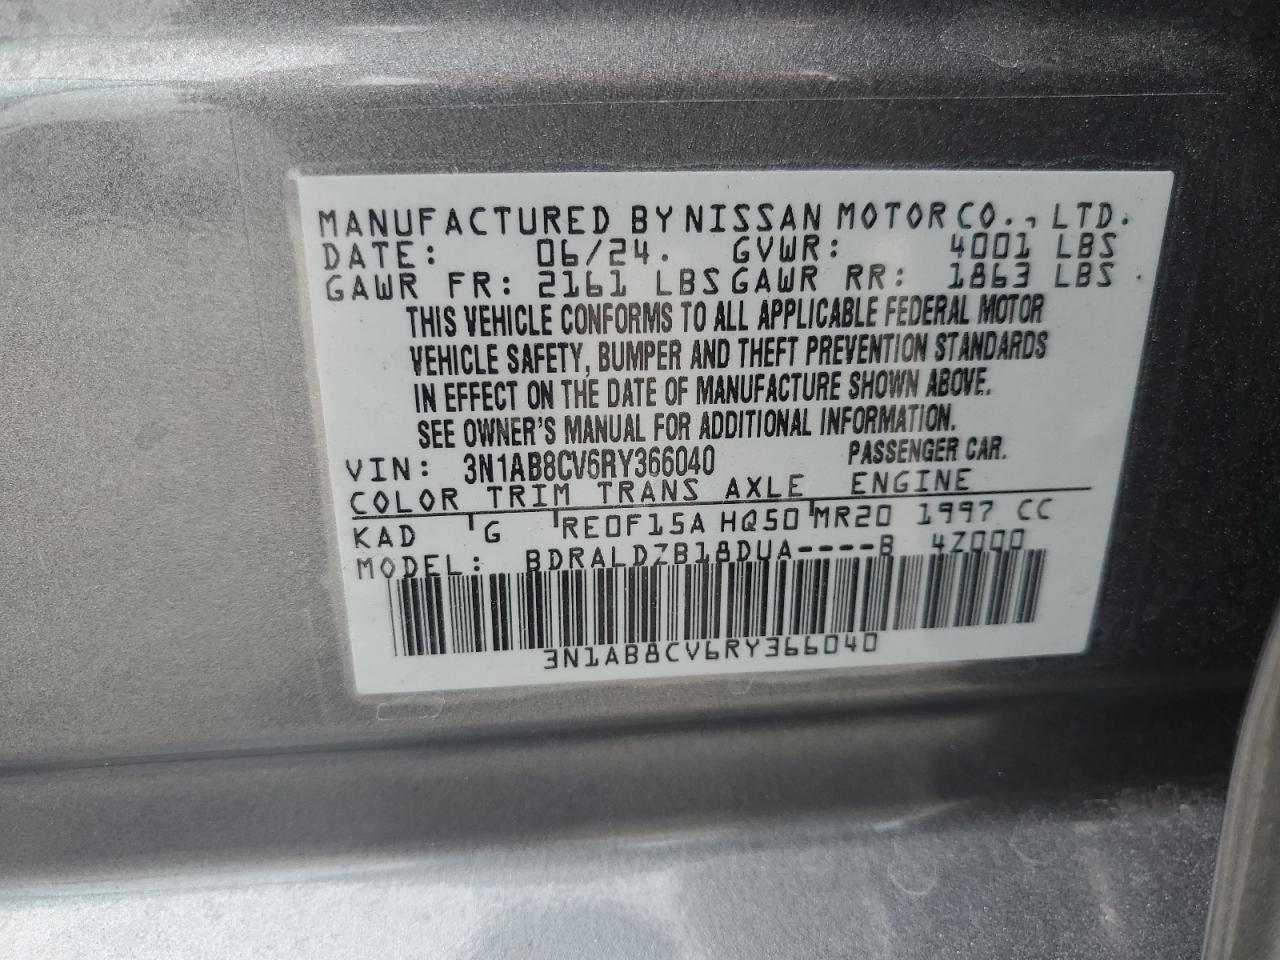 MANUFACTURED BY NISSAN MOTOR CO., LTD.
DATE: 06/24. GVWR: 4001 LBS
GAWR FR: 2161 LBS GAWR RR: 1863 LBS
THIS VEHICLE CONFORMS TO ALL APPLICABLE FEDERAL MOTOR
VEHICLE SAFETY, BUMPER AND THEFT PREVENTION STANDARDS
IN EFFECT ON THE DATE OF MANUFACTURE SHOWN ABOVE.
SEE OWNER'S MANUAL FOR ADDITIONAL INFORMATION.
VIN: 3N1AB8CV6RY366040 PASSENGER CAR.
COLOR TRIM TRANS AXLE ENGINE
KAD G RE0F15A HQ50 MR20 1997 CC
MODEL: BDRALDZB18DUA----B 4Z000
3N1AB8CV6RY366040